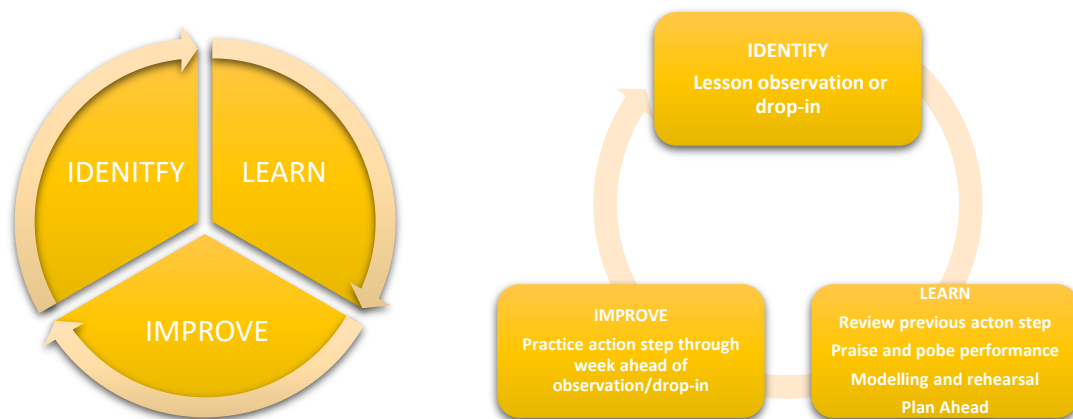 IDENITFY
LEARN
IMPROVE
IDENTIFY
Lesson observation or
drop-in
IMPROVE
Practice action step through
week ahead of
observation/drop-in
LEARN
Review previous acton step
Praise and pobe performance
Modelling and rehearsal
Plan Ahead